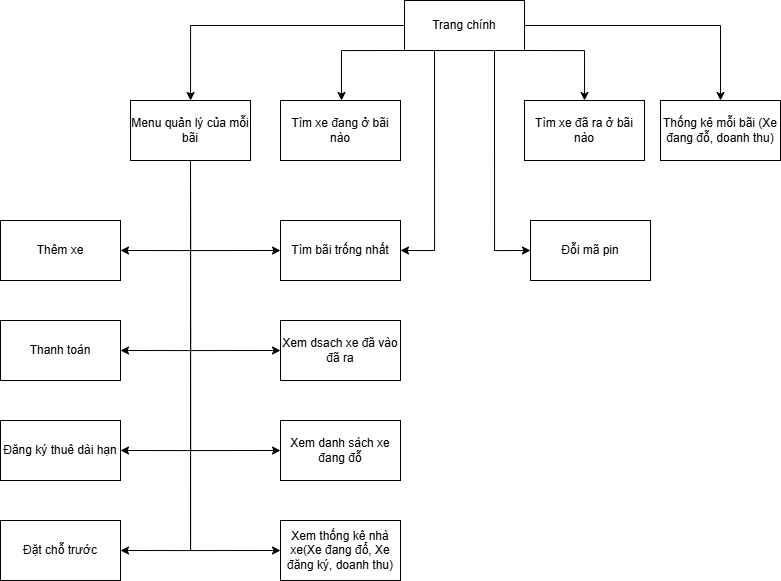 Trang chính
Menu quản lý của mỗi
bãi
Tìm xe đang ở bãi
nào
Tìm xe đã ra ở bãi
nào
Thống kê mỗi bãi (Xe
đang đỗ, doanh thu)
Thêm xe
Tìm bãi trống nhất
Đỗi mã pin
Thanh toán
Xem dsach xe đã vào
đã ra
Đăng ký thuê dài hạn
Xem danh sách xe
đang đỗ
Đặt chỗ trước
Xem thống kê nhà
xe(Xe đang đỗ, Xe
đăng ký, doanh thu)